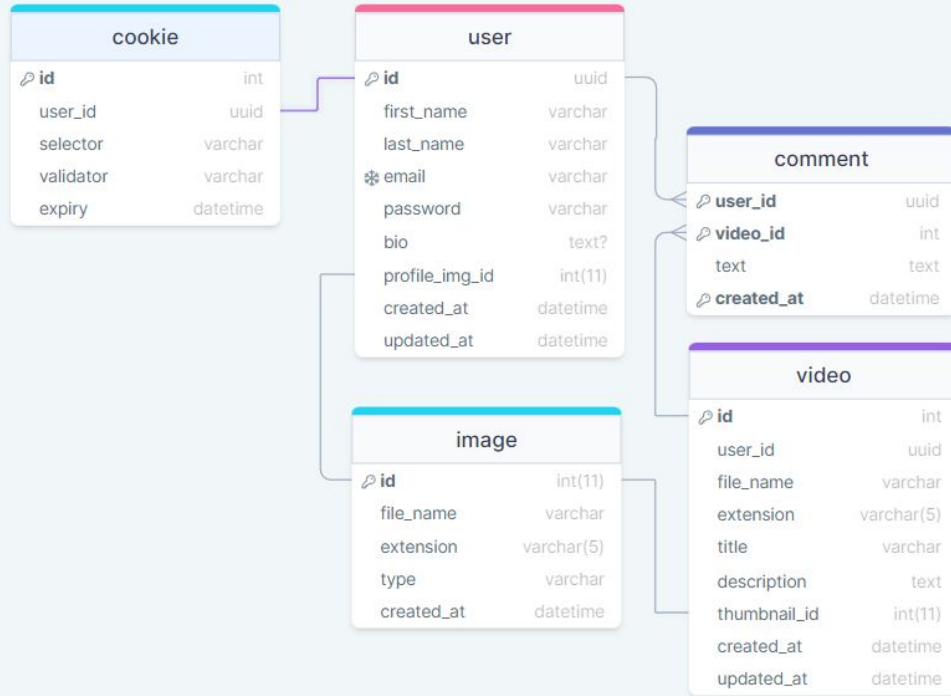 cookie
id int
user_id uuid
selector varchar
validator varchar
expiry datetime
user
id uuid
first_name varchar
last_name varchar
email varchar
password varchar
bio text?
profile_img_id int(11)
created_at datetime
updated_at datetime
comment
user_id uuid
video_id int
text text
created_at datetime
image
id int(11)
file_name varchar
extension varchar(5)
type varchar
created_at datetime
video
id int
user_id uuid
file_name varchar
extension varchar(5)
title varchar
description text
thumbnail_id int(11)
created_at datetime
updated_at datetime